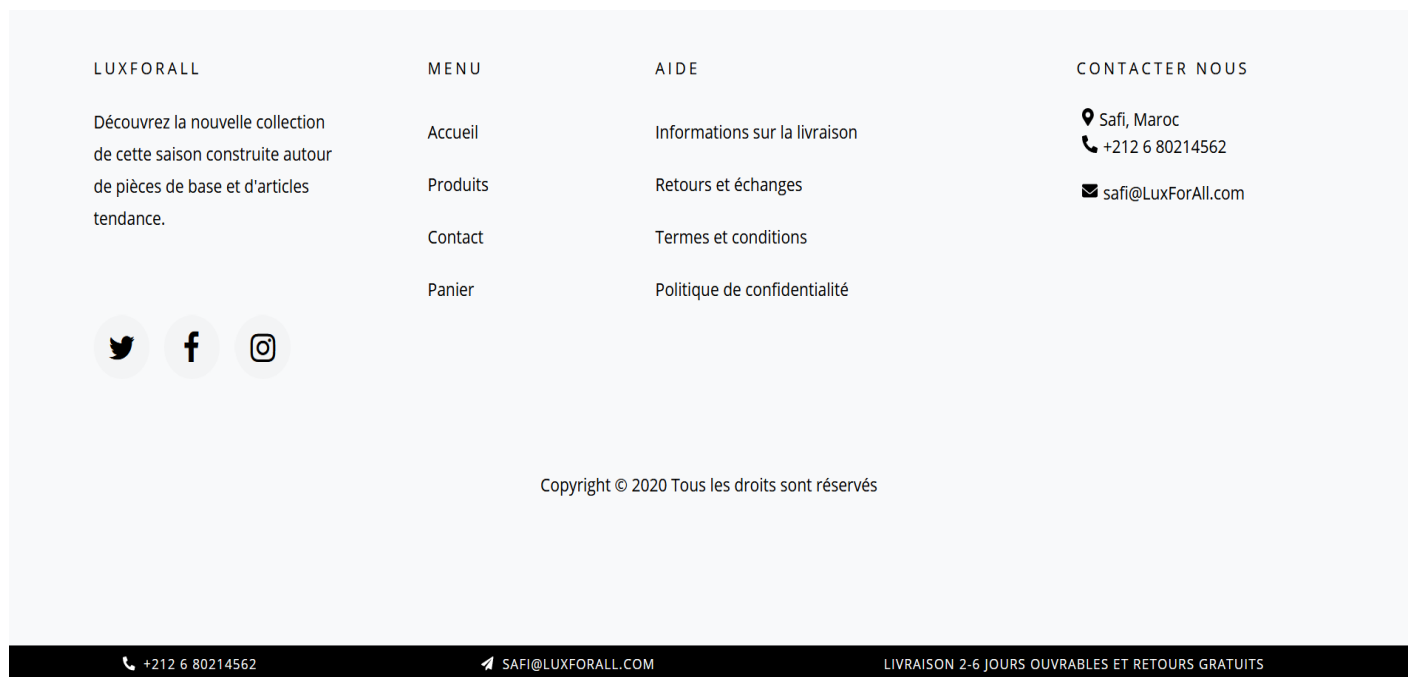 LUXFORALL
Découvrez la nouvelle collection
de cette saison construite autour
de pièces de base et d'articles
tendance.
MENU
Accueil
Produits
Contact
Panier
AIDE
Informations sur la livraison
Retours et échanges
Termes et conditions
Politique de confidentialité
CONTACTER NOUS
Safi, Maroc
+212 6 80214562
safi@LuxForAll.com
Copyright © 2020 Tous les droits sont réservés
+212 6 80214562
SAFI@LUXFORALL.COM
LIVRAISON 2-6 JOURS OUVRABLES ET RETOURS GRATUITS